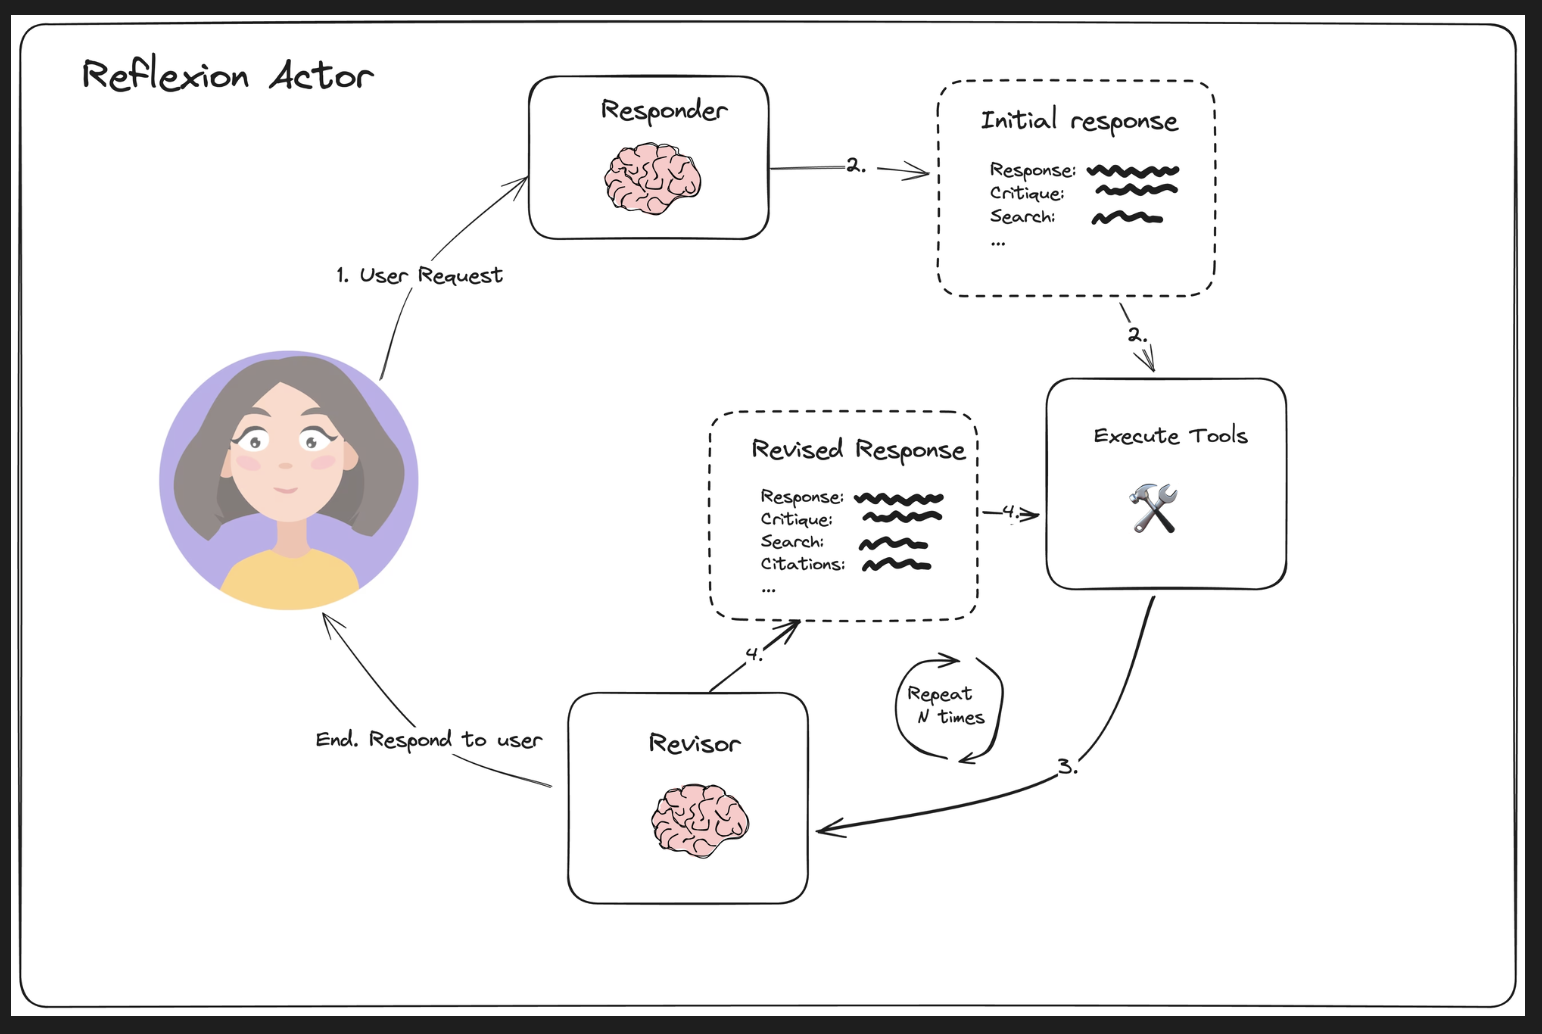 Reflexion Actor
Responder
2.
Initial response
Response:
Critique:
Search:
...
1. User Request
2.
Execute Tools
Revised Response
Response:
Critique:
Search:
Citations:
...
4.
4.
Repeat
N times
Revisor
3.
End. Respond to user